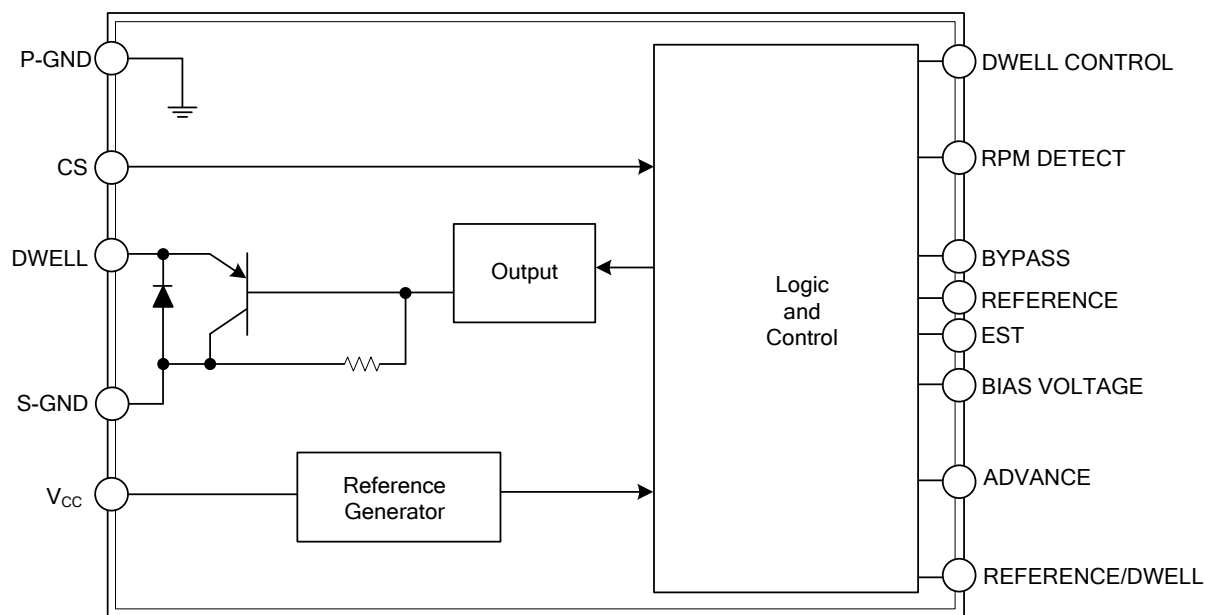 P-GND
CS
DWELL
S-GND
V_CC
Output
Reference
Generator
Logic
and
Control
DWELL CONTROL
RPM DETECT
BYPASS
REFERENCE
EST
BIAS VOLTAGE
ADVANCE
REFERENCE/DWELL